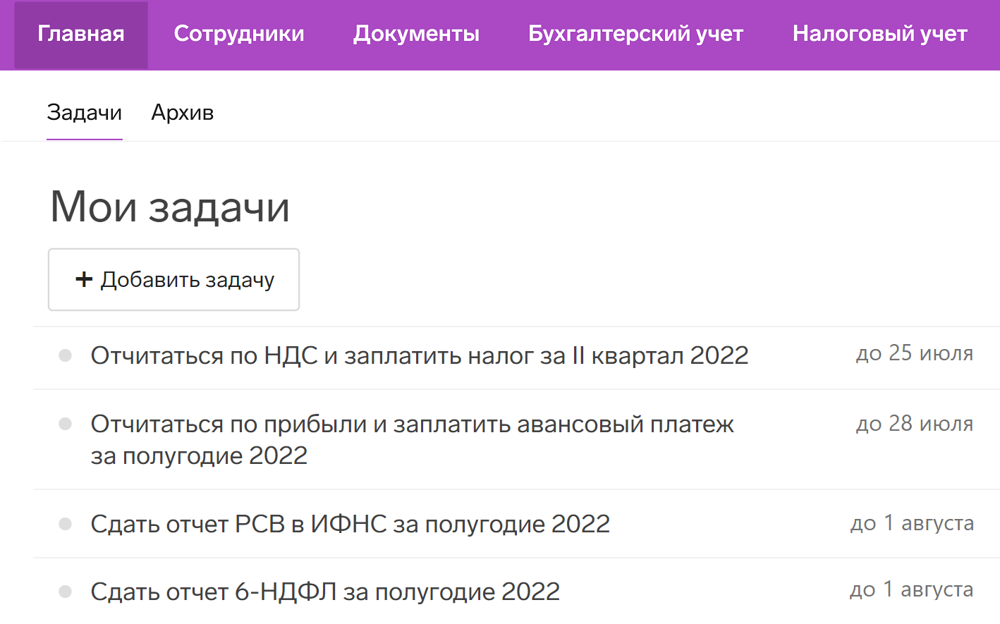 Главная Сотрудники Документы Бухгалтерский учет Налоговый учет
Задачи Архив
Мои задачи
+ Добавить задачу
Отчитаться по НДС и заплатить налог за II квартал 2022 до 25 июля
Отчитаться по прибыли и заплатить авансовый платеж до 28 июля
за полугодие 2022
Сдать отчет РСВ в ИФНС за полугодие 2022 до 1 августа
Сдать отчет 6-НДФЛ за полугодие 2022 до 1 августа